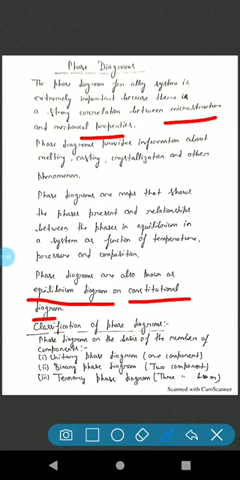 Phase Diagrams
The phase diagram for alloy system is
extremely important because there is
a strong correlation between microstructure
and mechanical properties.
Phase diagrams provides information about
melting, casting, crystallization and other
phenomenon.
Phase diagrams are maps that shows
the phases present and relationships
between the phases in equilibrium in
a system as function of temperature,
pressure and composition.
Phase diagrams are also known as
equilibrium diagram or constitutional
diagram
Classification of phase diagrams:-
Phase diagram on the basis of the number of
components:-
(i) Unitary phase diagram (one component)
(ii) Binary phase diagram (Two component)
(iii) Ternary phase diagram (Three
Scanned with CamScanner